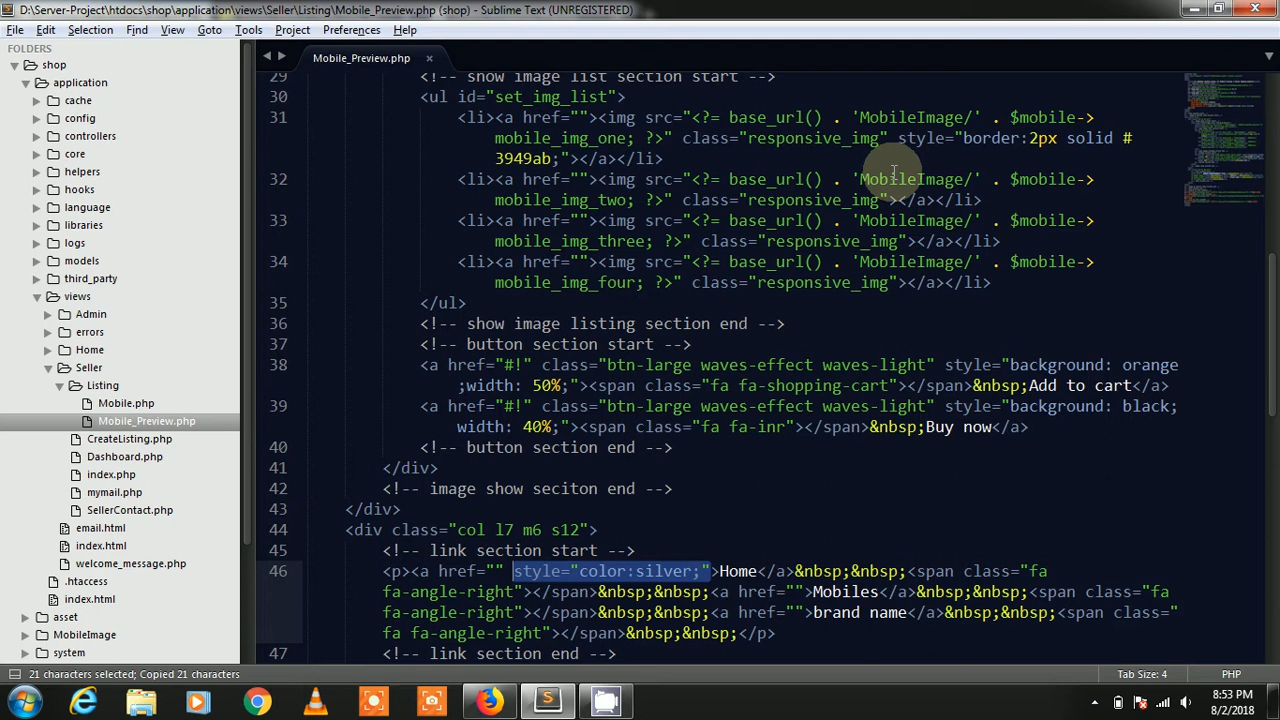 D:\Server-Project\htdocs\shop\application\views\Seller\Listing\Mobile_Preview.php (shop) - Sublime Text (UNREGISTERED)
File Edit Selection Find View Goto Tools Project Preferences Help
FOLDERS
shop
application
cache
config
controllers
core
helpers
hooks
language
libraries
logs
models
third_party
views
Admin
errors
Home
Seller
Listing
Mobile.php
Mobile_Preview.php
CreateListing.php
Dashboard.php
index.php
mymail.php
SellerContact.php
email.html
index.html
welcome_message.php
.htaccess
index.html
asset
MobileImage
system
Mobile_Preview.php
29 <!-- show image list section start -->
30 <ul id="set_img_list">
31 <li><a href=""><img src="<?= base_url() . 'MobileImage/' . $mobile->
mobile_img_one; ?>" class="responsive_img" style="border:2px solid #
3949ab;"></a></li>
32 <li><a href=""><img src="<?= base_url() . 'MobileImage/' . $mobile->
mobile_img_two; ?>" class="responsive_img"></a></li>
33 <li><a href=""><img src="<?= base_url() . 'MobileImage/' . $mobile->
mobile_img_three; ?>" class="responsive_img"></a></li>
34 <li><a href=""><img src="<?= base_url() . 'MobileImage/' . $mobile->
mobile_img_four; ?>" class="responsive_img"></a></li>
35 </ul>
36 <!-- show image listing section end -->
37 <!-- button section start -->
38 <a href="#!" class="btn-large waves-effect waves-light" style="background: orange
;width: 50%;"><span class="fa fa-shopping-cart"></span>&nbsp;Add to cart</a>
39 <a href="#!" class="btn-large waves-effect waves-light" style="background: black;
width: 40%;"><span class="fa fa-inr"></span>&nbsp;Buy now</a>
40 <!-- button section end -->
41 </div>
42 <!-- image show seciton end -->
43 </div>
44 <div class="col l7 m6 s12">
45 <!-- link section start -->
46 <p><a href="" style="color:silver;">Home</a>&nbsp;&nbsp;<span class="fa
fa-angle-right"></span>&nbsp;&nbsp;<a href="">Mobiles</a>&nbsp;&nbsp;<span class="fa
fa-angle-right"></span>&nbsp;&nbsp;<a href="">brand name</a>&nbsp;&nbsp;<span class="
fa fa-angle-right"></span>&nbsp;&nbsp;</p>
47 <!-- link section end -->
21 characters selected; Copied 21 characters
Tab Size: 4
PHP
8:53 PM
8/2/2018